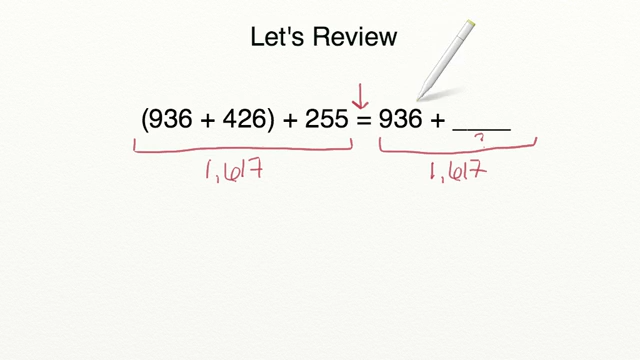 Let's Review
(936 + 426) + 255 = 936 + ____
?
1,617 1,617